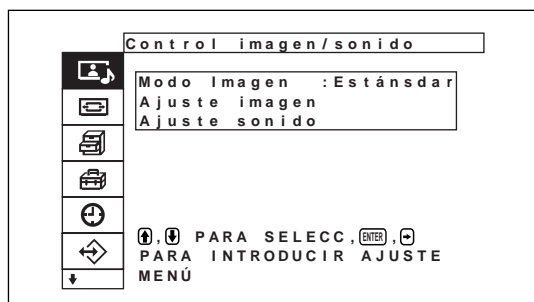 Control imagen/sonido
Modo Imagen :Estánsdar
Ajuste imagen
Ajuste sonido
↑,↓ PARA SELECC, ENTER ,→
PARA INTRODUCIR AJUSTE
MENÚ